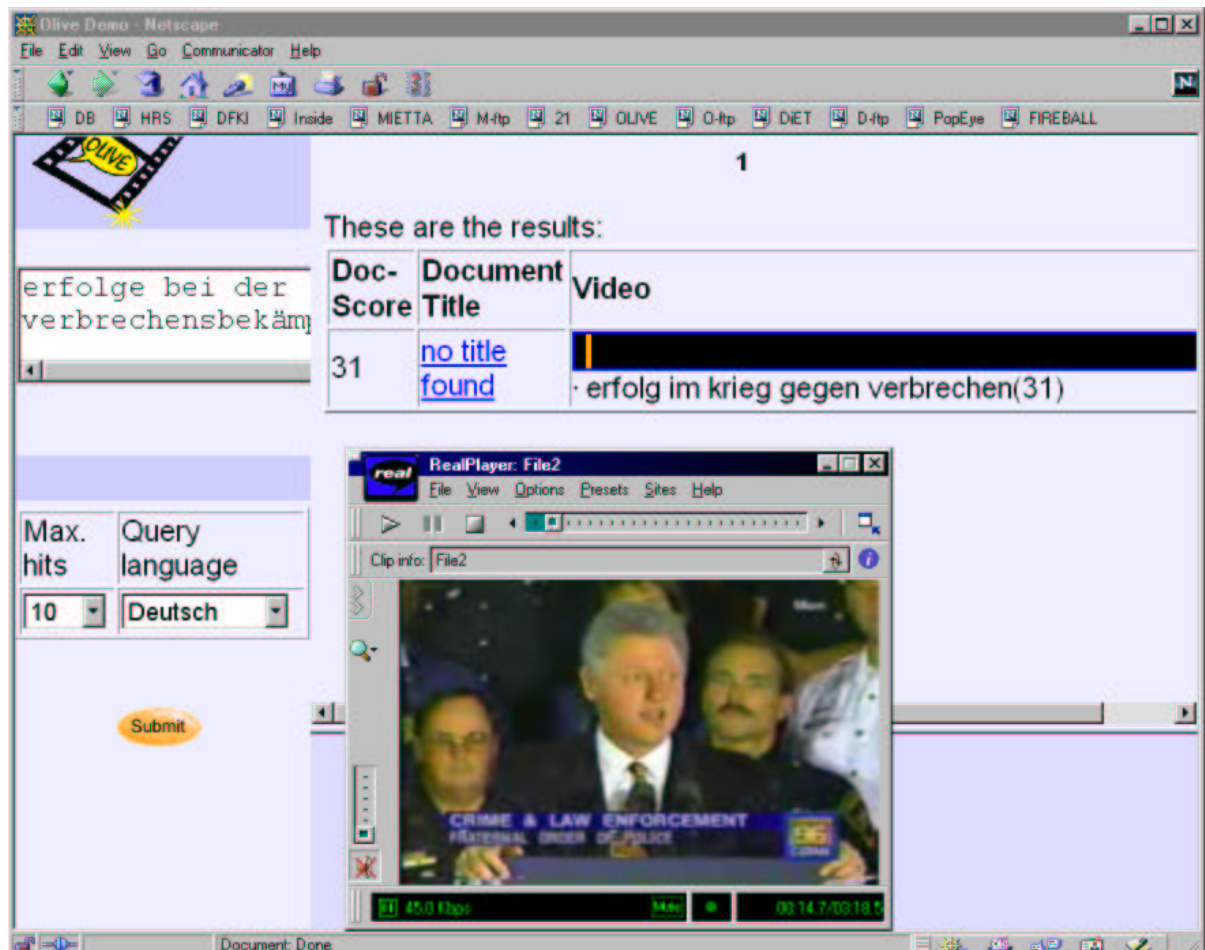 Olive Demo - Netscape
File Edit View Go Communicator Help
My
N
DB HRS DFKI Inside MIETTA M-ftp 21 OLIVE O-ftp DiET D-ftp PopEye FIREBALL
OLIVE
1
These are the results:
erfolge bei der
verbrechensbekäm
Doc-Score Document Title Video
31 no title found · erfolg im krieg gegen verbrechen(31)
Max. hits Query language
10 Deutsch
Submit
real RealPlayer: File2
File View Options Presets Sites Help
Clip info: File2
CRIME & LAW ENFORCEMENT
FRATERNAL ORDER OF POLICE
96
45.0 Kbps Mono 00:14.7/03:18.5
Document: Done